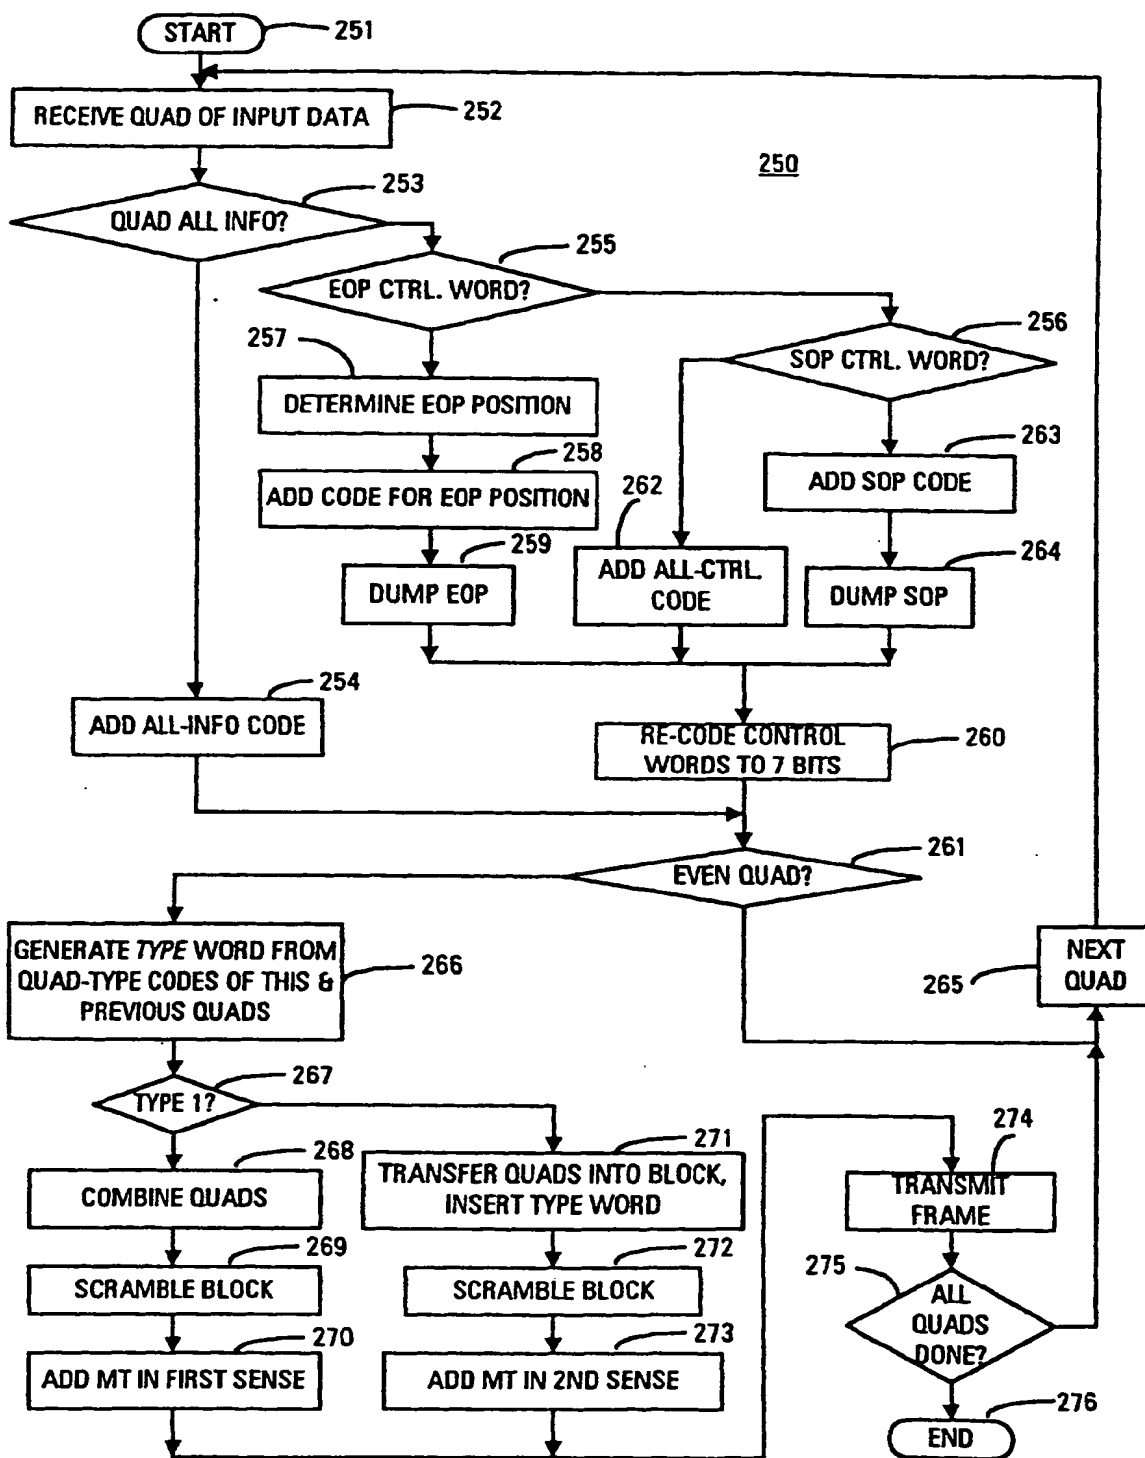 START
251
RECEIVE QUAD OF INPUT DATA
252
250
QUAD ALL INFO?
253
EOP CTRL. WORD?
255
SOP CTRL. WORD?
256
257
DETERMINE EOP POSITION
258
ADD CODE FOR EOP POSITION
259
DUMP EOP
262
ADD ALL-CTRL.
CODE
263
ADD SOP CODE
264
DUMP SOP
254
ADD ALL-INFO CODE
RE-CODE CONTROL
WORDS TO 7 BITS
260
EVEN QUAD?
261
GENERATE TYPE WORD FROM
QUAD-TYPE CODES OF THIS &
PREVIOUS QUADS
266
265
NEXT
QUAD
TYPE 1?
267
268
COMBINE QUADS
269
SCRAMBLE BLOCK
270
ADD MT IN FIRST SENSE
271
TRANSFER QUADS INTO BLOCK,
INSERT TYPE WORD
272
SCRAMBLE BLOCK
273
ADD MT IN 2ND SENSE
274
TRANSMIT
FRAME
275
ALL
QUADS
DONE?
276
END